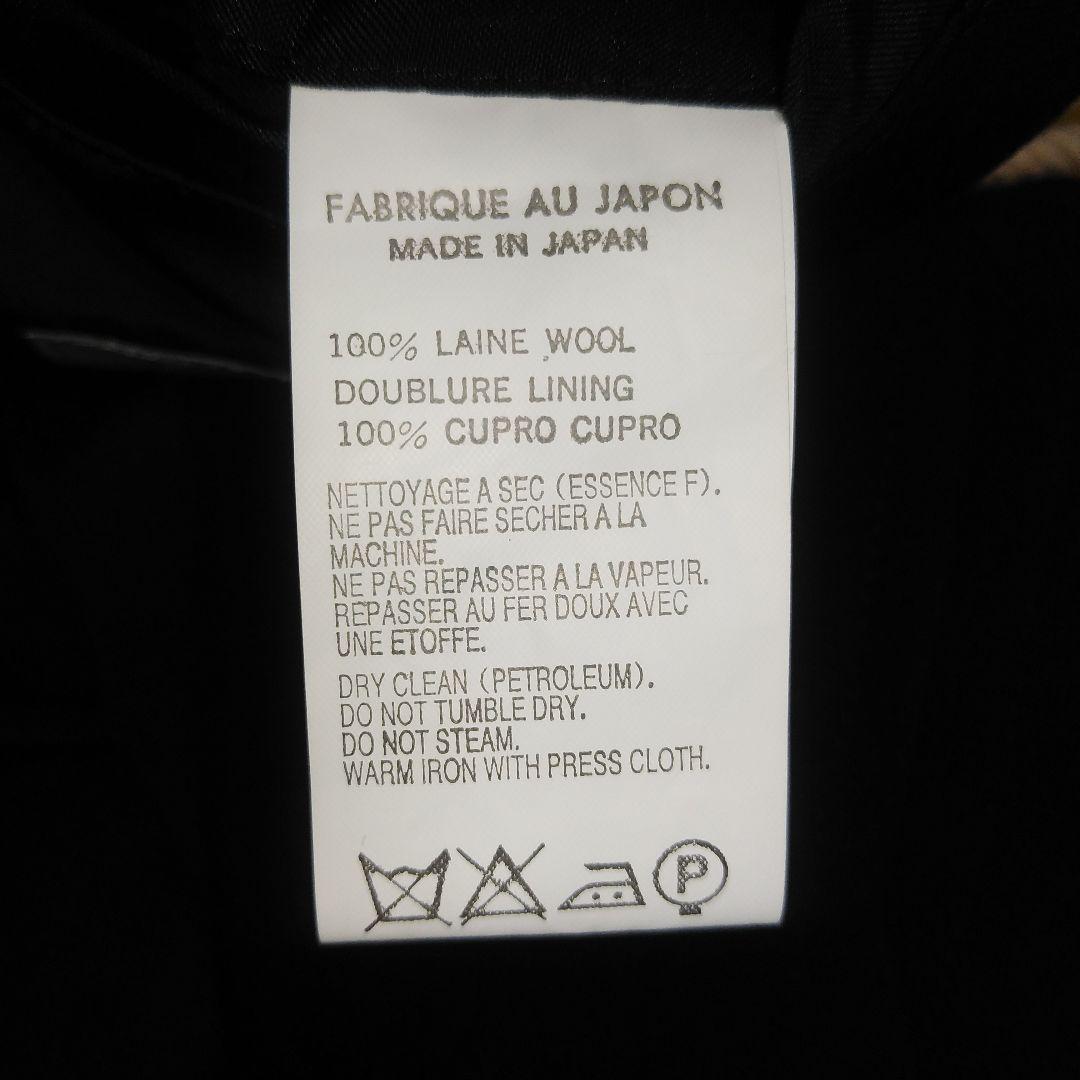 FABRIQUE AU JAPON
MADE IN JAPAN
100% LAINE WOOL
DOUBLURE LINING
100% CUPRO CUPRO
NETTOYAGE A SEC (ESSENCE F).
NE PAS FAIRE SECHER A LA
MACHINE.
NE PAS REPASSER A LA VAPEUR.
REPASSER AU FER DOUX AVEC
UNE ETOFFE.
DRY CLEAN (PETROLEUM).
DO NOT TUMBLE DRY.
DO NOT STEAM.
WARM IRON WITH PRESS CLOTH.
P